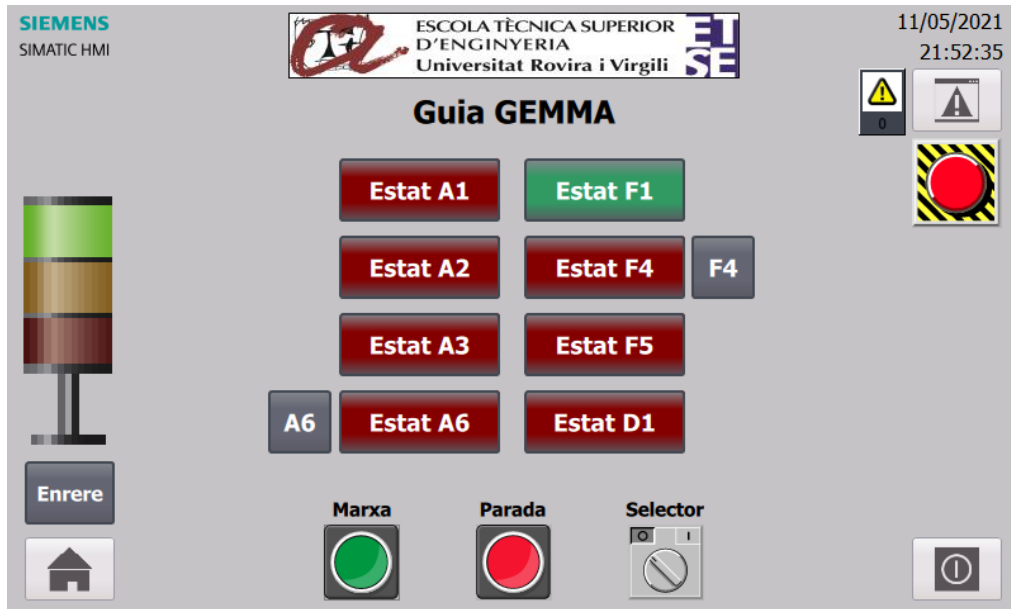 SIEMENS
SIMATIC HMI
ESCOLA TÈCNICA SUPERIOR
D'ENGINYERIA
Universitat Rovira i Virgili
ETSE
11/05/2021
21:52:35
Guia GEMMA
0
Estat A1
Estat F1
Estat A2
Estat F4
F4
Estat A3
Estat F5
A6
Estat A6
Estat D1
Enrere
Marxa
Parada
Selector
O I